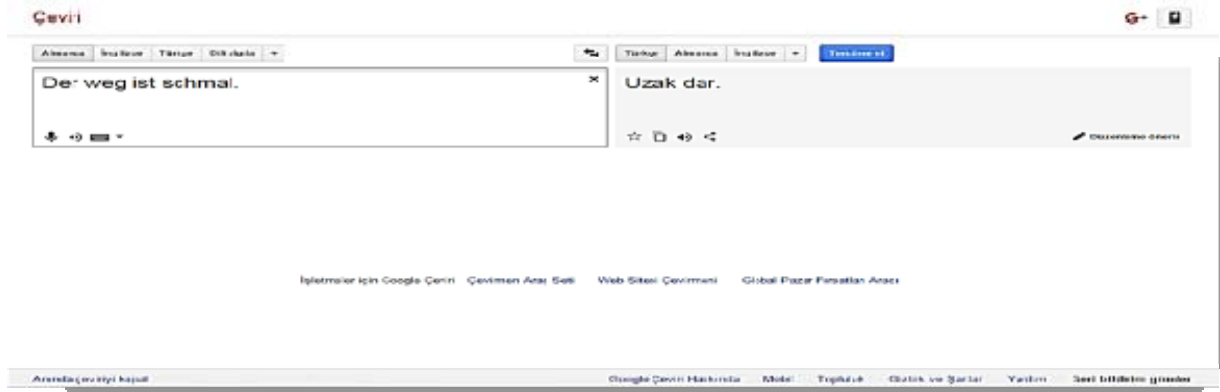 Çeviri
G+
Almanca İngilizce Türkçe Dili algıla
Türkçe Almanca İngilizce
Der weg ist schmal.
Uzak dar.
İşletmeler için Google Çeviri Çevirmen Araç Seti Web Sitesi Çevirmeni Global Pazar Fırsatları Aracı
Anında çeviriyi kapat
Google Çeviri Hakkında Mobil Topluluk Gizlilik ve Şartlar Yardım Geri bildirim gönder